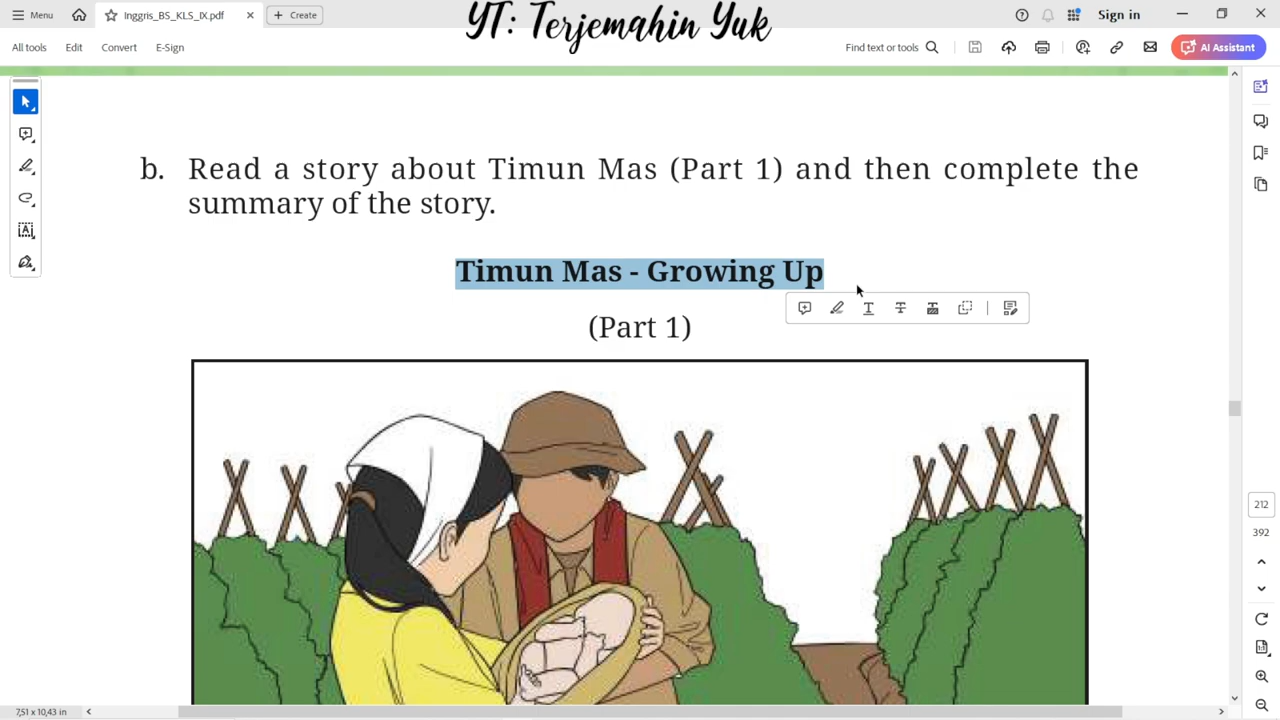 Menu
Inggris_BS_KLS_IX.pdf
Create
YT: Terjemahin Yuk
Sign in
All tools
Edit
Convert
E-Sign
Find text or tools
AI Assistant
b. Read a story about Timun Mas (Part 1) and then complete the
summary of the story.
Timun Mas - Growing Up
(Part 1)
212
392
7,51 x 10,43 in